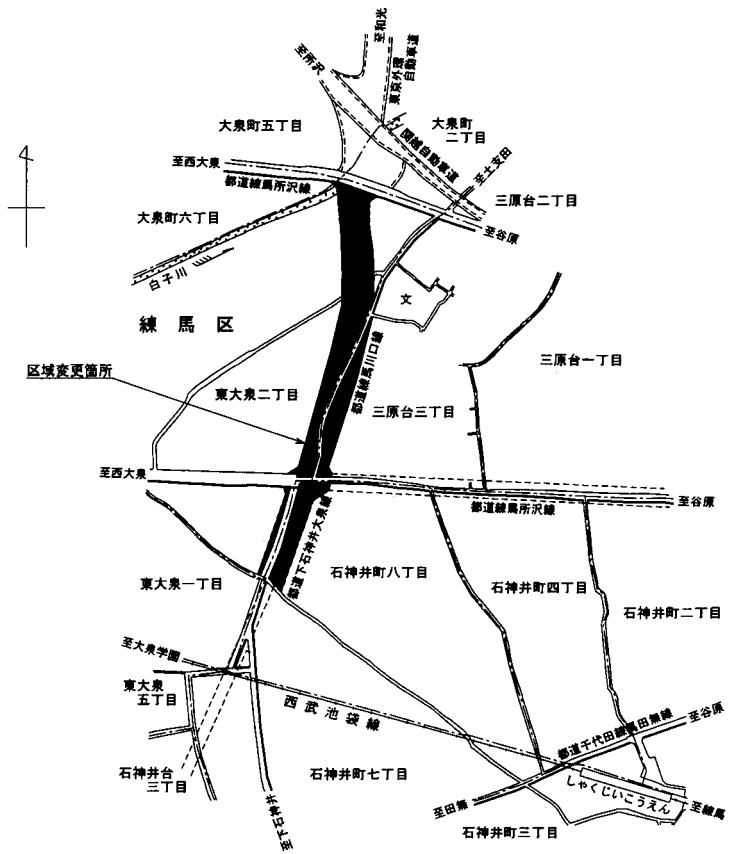 至和光
至所沢
東京外環
自動車道
大泉町五丁目
大泉町
二丁目
関越自動車道
至西大泉
至土支田
都道練馬所沢線
三原台二丁目
大泉町六丁目
至谷原
白子川
文
練馬区
都道練馬川口線
三原台一丁目
区域変更箇所
東大泉二丁目
三原台三丁目
至西大泉
至谷原
都道練馬所沢線
都道下石神井大泉線
石神井町八丁目
東大泉一丁目
石神井町四丁目
石神井町二丁目
至大泉学園
東大泉
五丁目
西武池袋線
都道千代田練馬田無線
至谷原
石神井台
三丁目
石神井町七丁目
しゃくじいこうえん
至練馬
至田無
至下石神井
石神井町三丁目